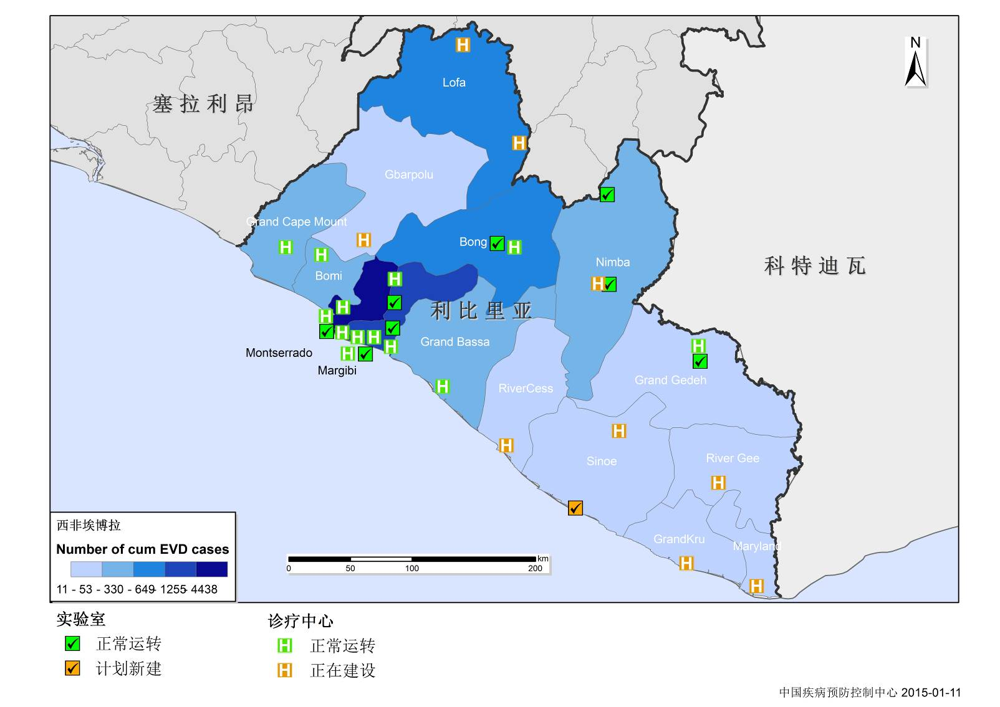 N
Lofa
塞拉利昂
Gbarpolu
Grand Cape Mount
Bong
科特迪瓦
Nimba
Bomi
利比里亚
Grand Bassa
Montserrado
Margibi
Grand Gedeh
RiverCess
River Gee
Sinoe
GrandKru
Maryland
西非埃博拉
Number of cum EVD cases
11 - 53 - 330 - 649 - 1255 - 4438
km
0 50 100 200
实验室
正常运转
计划新建
诊疗中心
正常运转
正在建设
中国疾病预防控制中心 2015-01-11